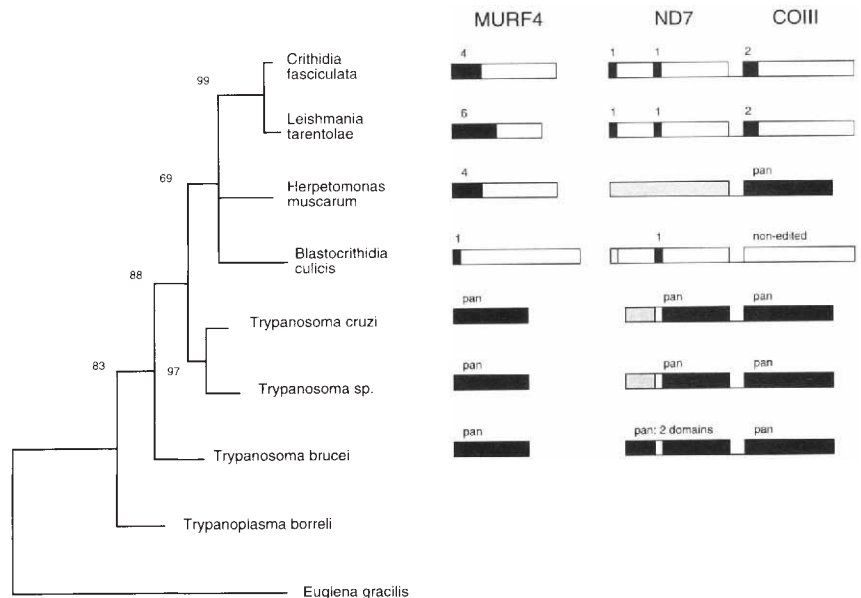 MURF4 ND7 COIII
4 1 1 2
99 Crithidia
fasciculata
6 1 1 2
Leishmania
tarentolae
4 pan
69 Herpetomonas
muscarum
1 1 non-edited
Blastocrithidia
culicis
88 pan pan pan
Trypanosoma cruzi
83 97 pan pan pan
Trypanosoma sp.
pan pan; 2 domains pan
Trypanosoma brucei
Trypanoplasma borreli
Euglena gracilis